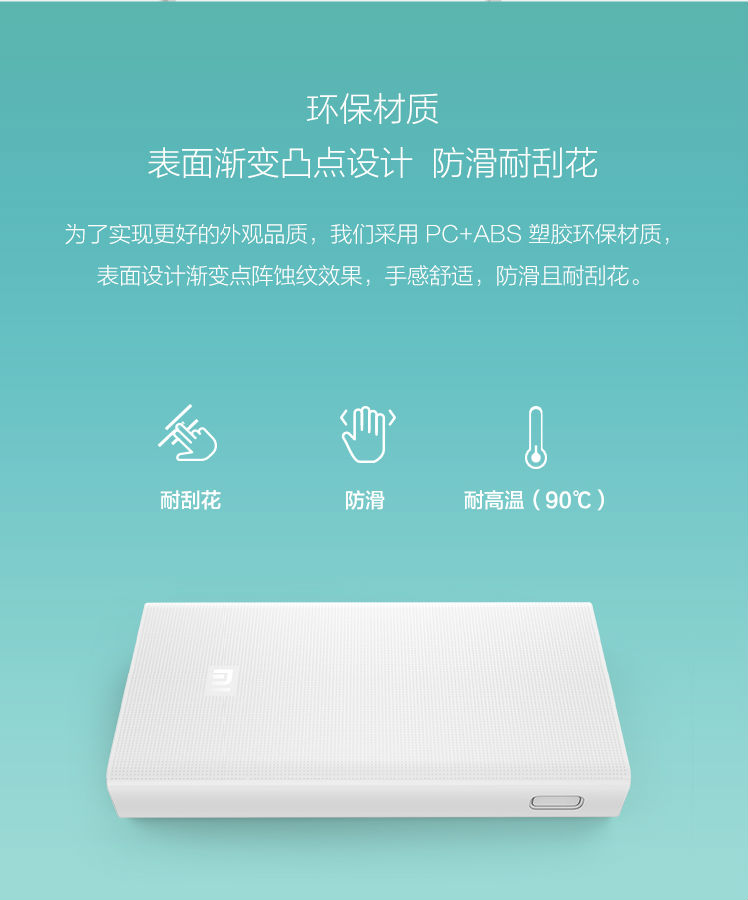 环保材质
表面渐变凸点设计 防滑耐刮花
为了实现更好的外观品质，我们采用 PC+ABS 塑胶环保材质，
表面设计渐变点阵蚀纹效果，手感舒适，防滑且耐刮花。
耐刮花 防滑 耐高温（90℃）